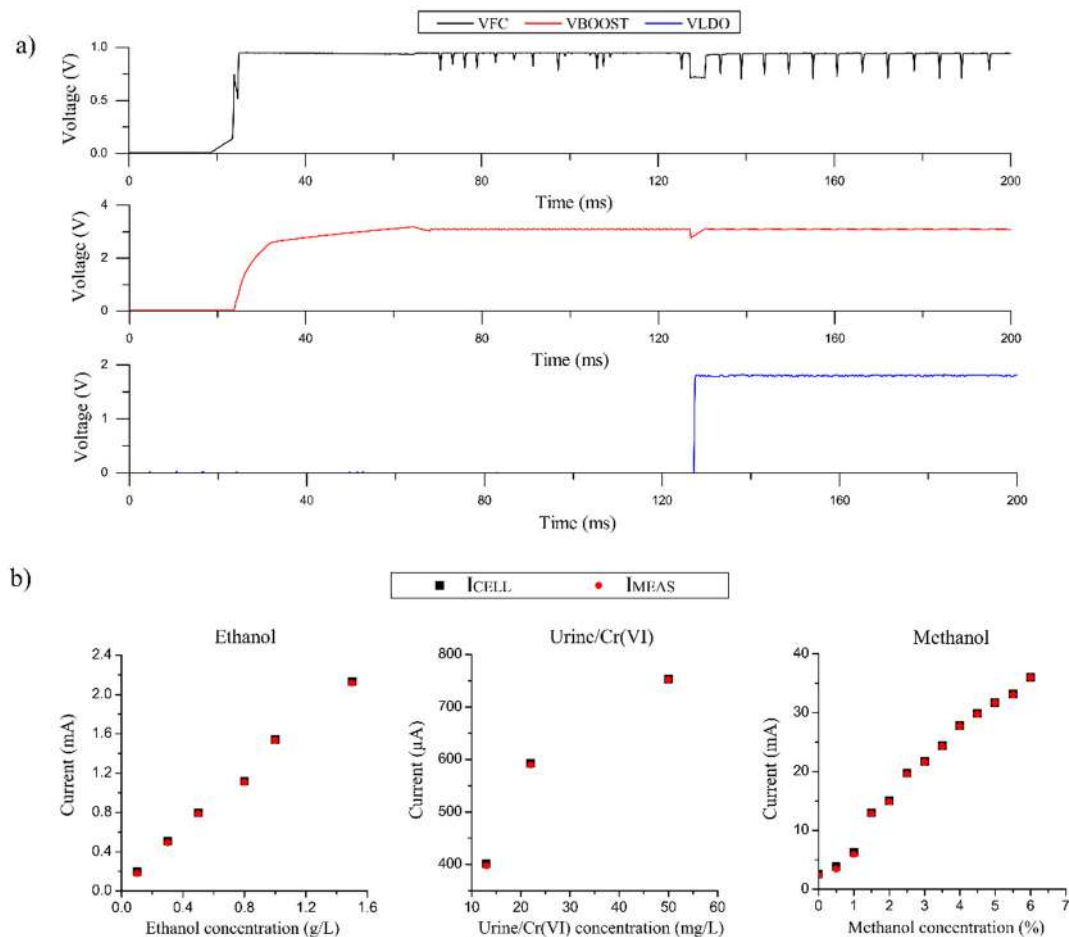 VFC VBOOST VLDO
a)
1.0
0.5
0.0
Voltage (V)
0 40 80 120 160 200
Time (ms)
4
2
0
Voltage (V)
0 40 80 120 160 200
Time (ms)
2
1
0
Voltage (V)
0 40 80 120 160 200
Time (ms)
b)
ICELL IMEAS
Ethanol
2.4
2.0
1.6
1.2
0.8
0.4
0.0
Current (mA)
0.0 0.4 0.8 1.2 1.6
Ethanol concentration (g/L)
Urine/Cr(VI)
800
700
600
500
400
Current (μA)
10 20 30 40 50 60
Urine/Cr(VI) concentration (mg/L)
Methanol
40
30
20
10
0
Current (mA)
0 1 2 3 4 5 6 7
Methanol concentration (%)